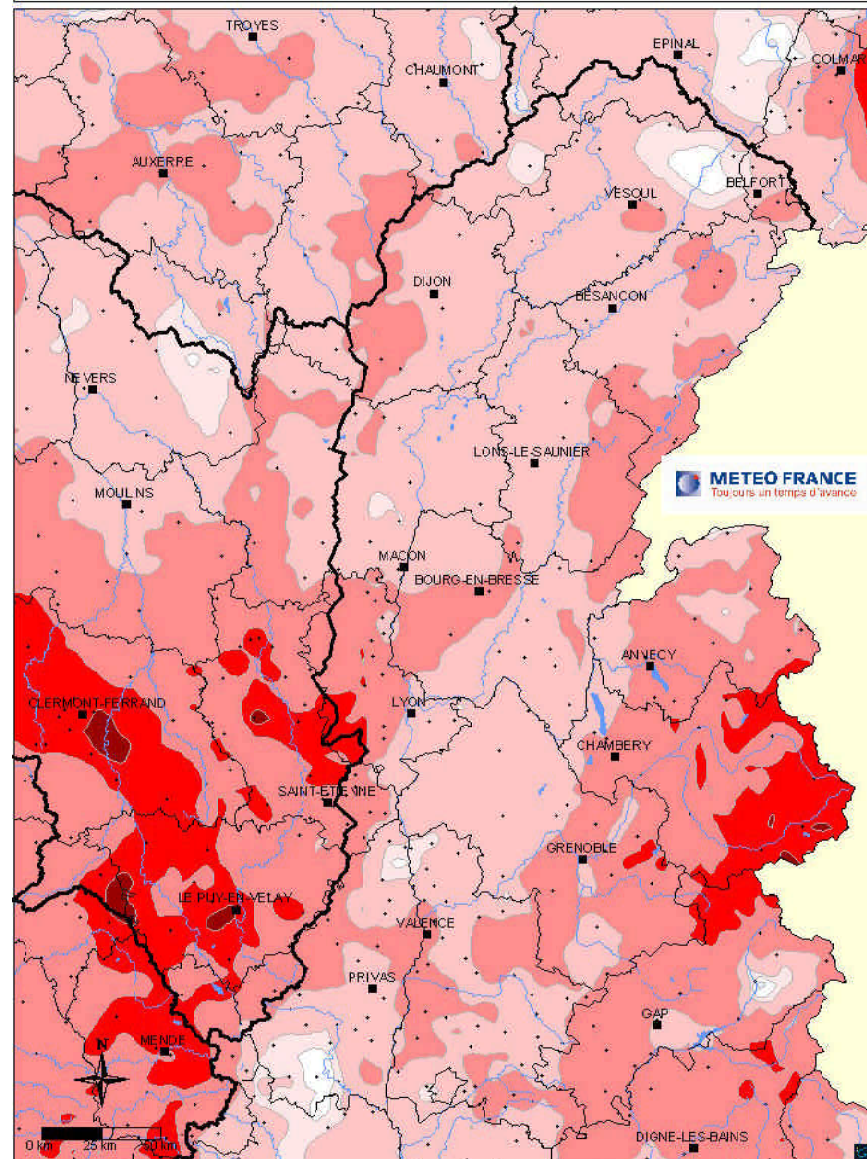 TROYES
EPINAL
CHAUMONT
COLMAR
AUXERRE
BELFORT
VESOUL
DIJON
BESANCON
NEVERS
LONS-LE-SAUNIER
METEO FRANCE
Toujours un temps d'avance
MOULINS
MACON
BOURG-EN-BRESSE
ANNECY
CLERMONT-FERRAND
LYON
CHAMBERY
SAINT-ETIENNE
GRENOBLE
LE PUY-EN-VELAY
VALENCE
PRIVAS
GAP
MENDE
N
0 km 25 km 50 km
DIGNE-LES-BAINS